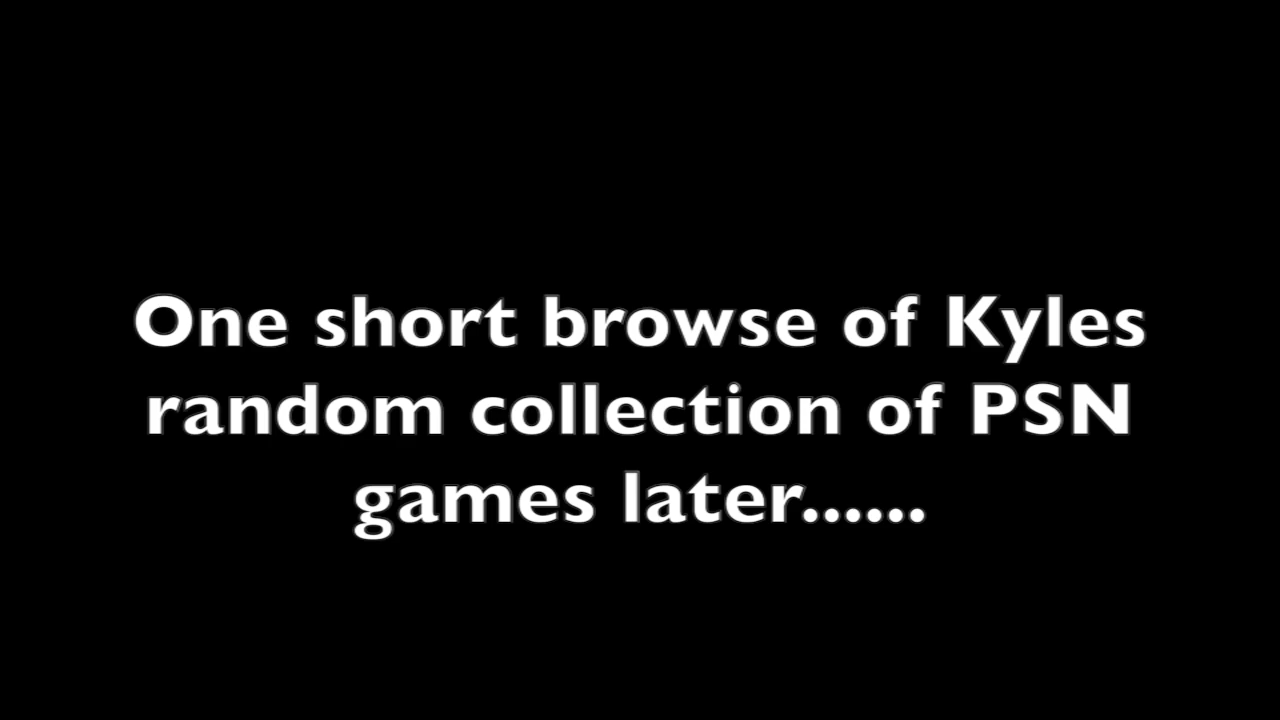 One short browse of Kyles
random collection of PSN
games later......